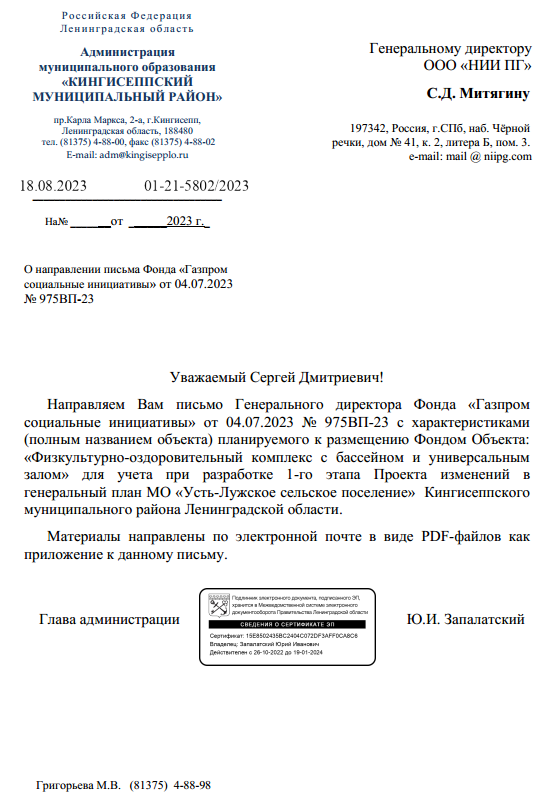 Российская Федерация
Ленинградская область
Администрация
муниципального образования
«КИНГИСЕППСКИЙ
МУНИЦИПАЛЬНЫЙ РАЙОН»
пр.Карла Маркса, 2-а, г.Кингисепп,
Ленинградская область, 188480
тел. (81375) 4-88-00, факс (81375) 4-88-02
E-mail: adm@kingisepplo.ru
18.08.2023 01-21-5802/2023
На№ ______от ______2023 г._
Генеральному директору
ООО «НИИ ПГ»
С.Д. Митягину
197342, Россия, г.СПб, наб. Чёрной
речки, дом № 41, к. 2, литера Б, пом. 3.
e-mail: mail @ niipg.com
О направлении письма Фонда «Газпром
социальные инициативы» от 04.07.2023
№ 975ВП-23
Уважаемый Сергей Дмитриевич!
Направляем Вам письмо Генерального директора Фонда «Газпром
социальные инициативы» от 04.07.2023 № 975ВП-23 с характеристиками
(полным названием объекта) планируемого к размещению Фондом Объекта:
«Физкультурно-оздоровительный комплекс с бассейном и универсальным
залом» для учета при разработке 1-го этапа Проекта изменений в
генеральный план МО «Усть-Лужское сельское поселение» Кингисеппского
муниципального района Ленинградской области.
Материалы направлены по электронной почте в виде PDF-файлов как
приложение к данному письму.
Глава администрации
Подлинник электронного документа, подписанного ЭП,
хранится в Межведомственной системе электронного
документооборота Правительства Ленинградской области
СВЕДЕНИЯ О СЕРТИФИКАТЕ ЭП
Сертификат: 15E8502435BC2404C072DF3AFF0CA8C6
Владелец: Запалатский Юрий Иванович
Действителен с 26-10-2022 до 19-01-2024
Ю.И. Запалатский
Григорьева М.В. (81375) 4-88-98